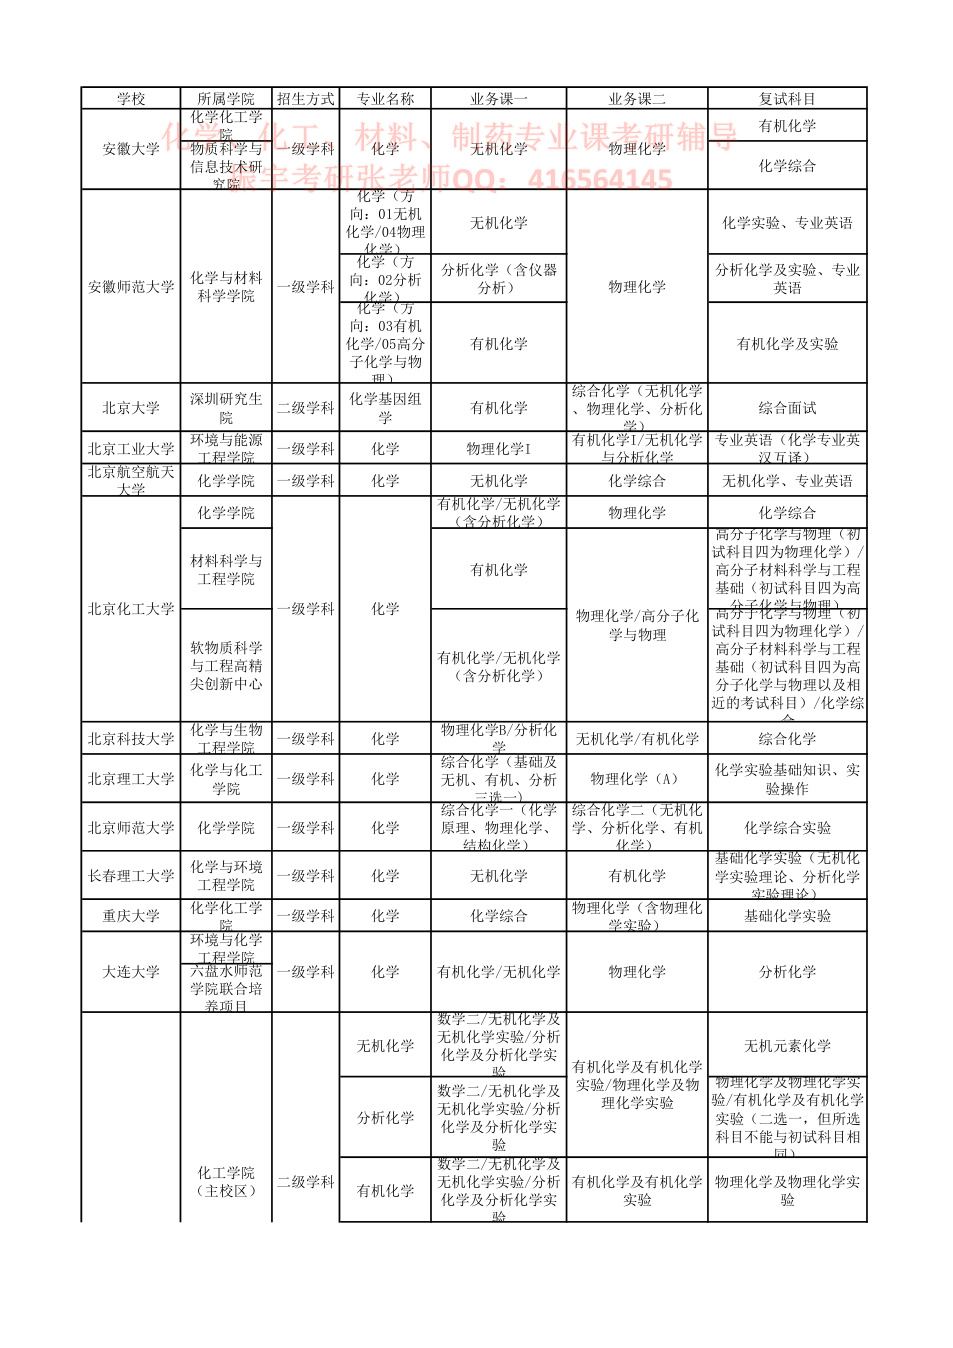 学校 所属学院 招生方式 专业名称 业务课一 业务课二 复试科目
化学、化工、材料、制药专业课考研辅导
振宇考研张老师QQ：416564145
安徽大学
化学化工学
院
物质科学与
信息技术研
究院
一级学科 化学 无机化学 物理化学
有机化学
化学综合
安徽师范大学
化学与材料
科学学院
一级学科
化学（方
向：01无机
化学/04物理
化学）
无机化学
物理化学
化学实验、专业英语
化学（方
向：02分析
化学）
分析化学（含仪器
分析）
分析化学及实验、专业
英语
化学（方
向：03有机
化学/05高分
子化学与物
理）
有机化学
有机化学及实验
北京大学
深圳研究生
院
二级学科
化学基因组
学
有机化学
综合化学（无机化学
、物理化学、分析化
学）
综合面试
北京工业大学
环境与能源
工程学院
一级学科 化学 物理化学I
有机化学I/无机化学
与分析化学
专业英语（化学专业英
汉互译）
北京航空航天
大学
化学学院 一级学科 化学 无机化学 化学综合 无机化学、专业英语
北京化工大学
化学学院
一级学科 化学
有机化学/无机化学
（含分析化学）
物理化学 化学综合
材料科学与
工程学院
有机化学
物理化学/高分子化
学与物理
高分子化学与物理（初
试科目四为物理化学）/
高分子材料科学与工程
基础（初试科目四为高
分子化学与物理）
软物质科学
与工程高精
尖创新中心
有机化学/无机化学
（含分析化学）
高分子化学与物理（初
试科目四为物理化学）/
高分子材料科学与工程
基础（初试科目四为高
分子化学与物理以及相
近的考试科目）/化学综
合
北京科技大学
化学与生物
工程学院
一级学科 化学
物理化学B/分析化
学
无机化学/有机化学 综合化学
北京理工大学
化学与化工
学院
一级学科 化学
综合化学（基础及
无机、有机、分析
三选一）
物理化学（A）
化学实验基础知识、实
验操作
北京师范大学 化学学院 一级学科 化学
综合化学一（化学
原理、物理化学、
结构化学）
综合化学二（无机化
学、分析化学、有机
化学）
化学综合实验
长春理工大学
化学与环境
工程学院
一级学科 化学 无机化学 有机化学
基础化学实验（无机化
学实验理论、分析化学
实验理论）
重庆大学
化学化工学
院
一级学科 化学 化学综合
物理化学（含物理化
学实验）
基础化学实验
大连大学
环境与化学
工程学院
六盘水师范
学院联合培
养项目
一级学科 化学 有机化学/无机化学 物理化学 分析化学
化工学院
（主校区）
二级学科
无机化学
数学二/无机化学及
无机化学实验/分析
化学及分析化学实
验
有机化学及有机化学
实验/物理化学及物
理化学实验
无机元素化学
分析化学
数学二/无机化学及
无机化学实验/分析
化学及分析化学实
验
物理化学及物理化学实
验/有机化学及有机化学
实验（二选一，但所选
科目不能与初试科目相
同）
有机化学
数学二/无机化学及
无机化学实验/分析
化学及分析化学实
验
有机化学及有机化学
实验
物理化学及物理化学实
验